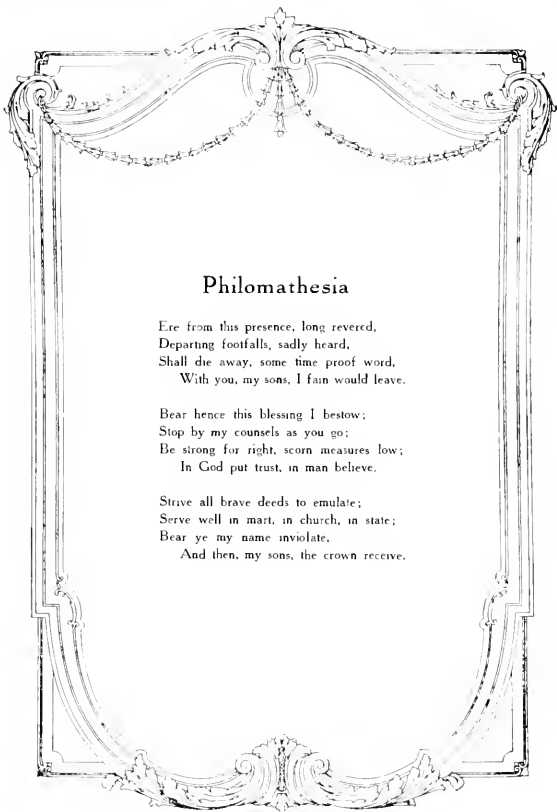 Philomathesia
Ere from this presence, long revered,
Departing footfalls, sadly heard,
Shall die away, some time proof word,
With you, my sons, I fain would leave.
Bear hence this blessing I bestow;
Stop by my counsels as you go;
Be strong for right, scorn measures low;
In God put trust, in man believe.
Strive all brave deeds to emulate;
Serve well in mart, in church, in state;
Bear ye my name inviolate,
And then, my sons, the crown receive.